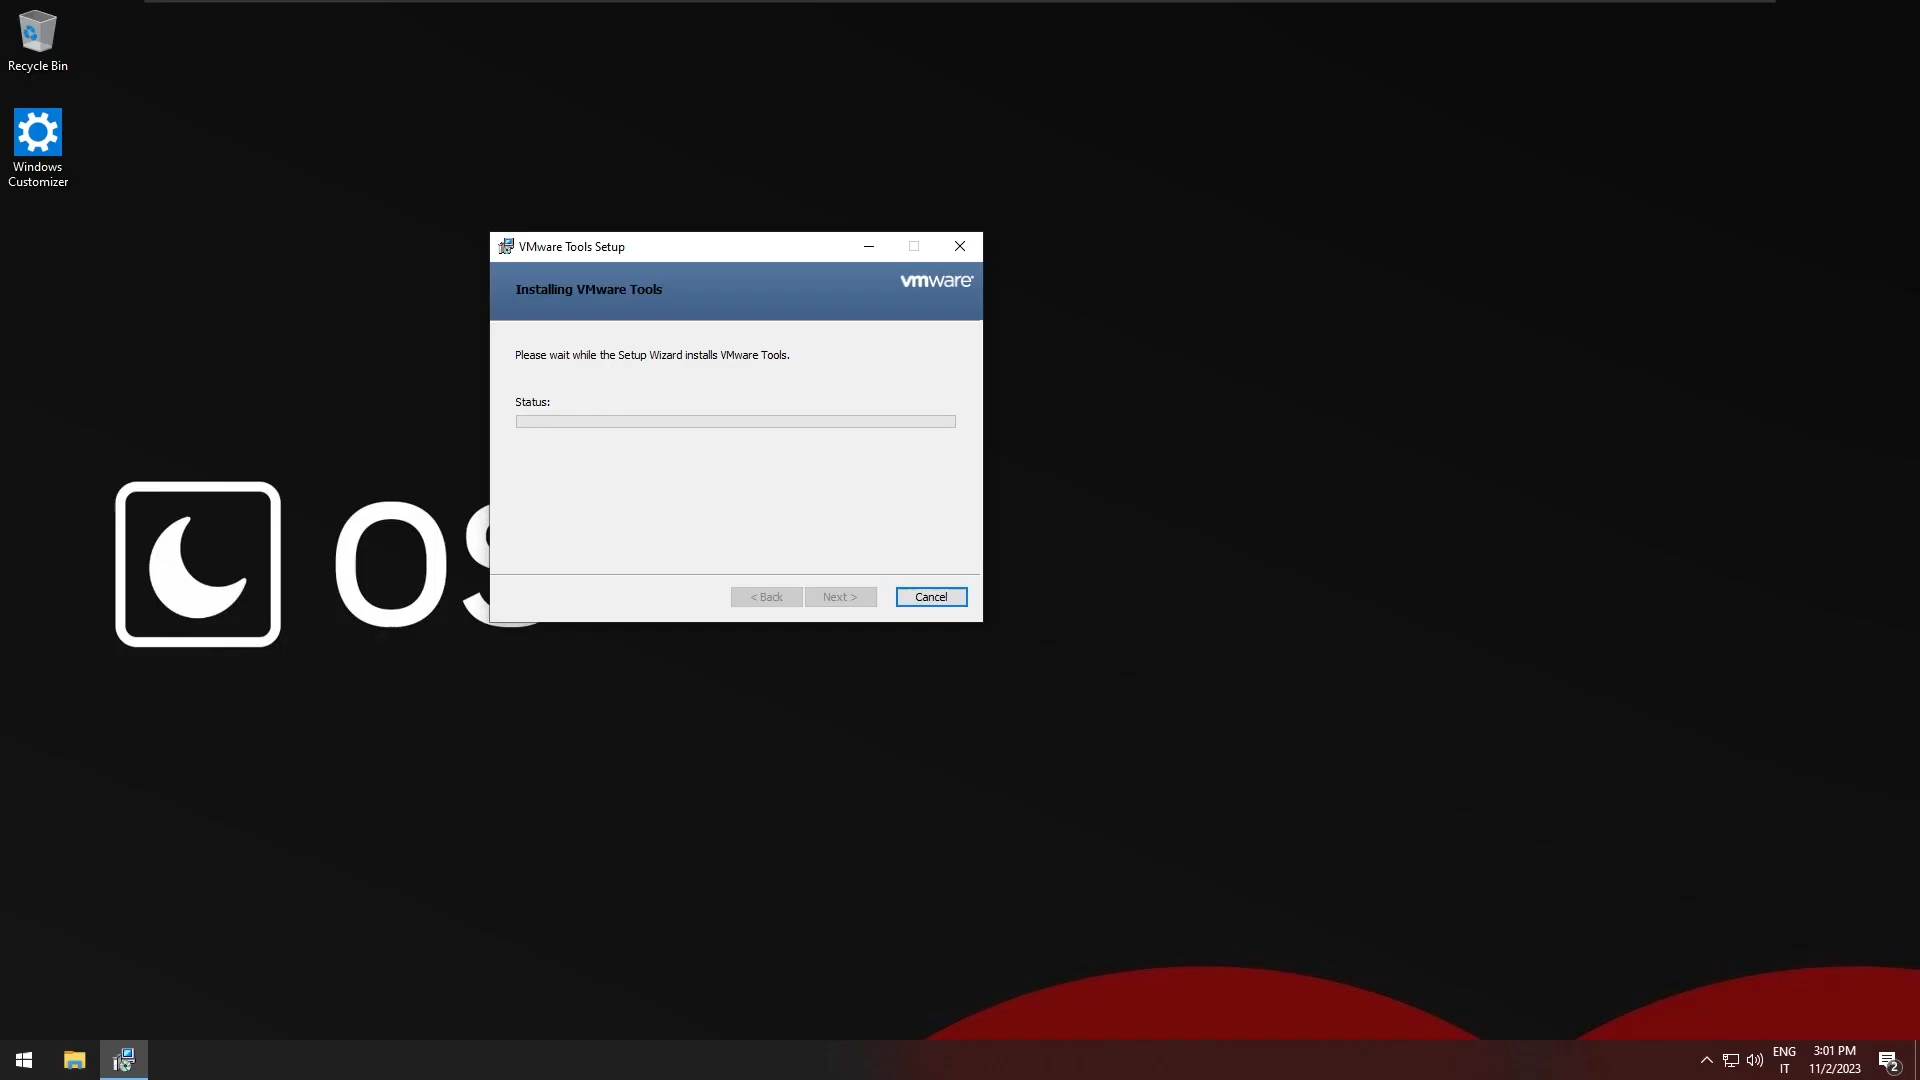 Recycle Bin
Windows
Customizer
VMware Tools Setup
Installing VMware Tools
vmware
Please wait while the Setup Wizard installs VMware Tools.
Status:
< Back
Next >
Cancel
OS
ENG
IT
3:01 PM
11/2/2023
2